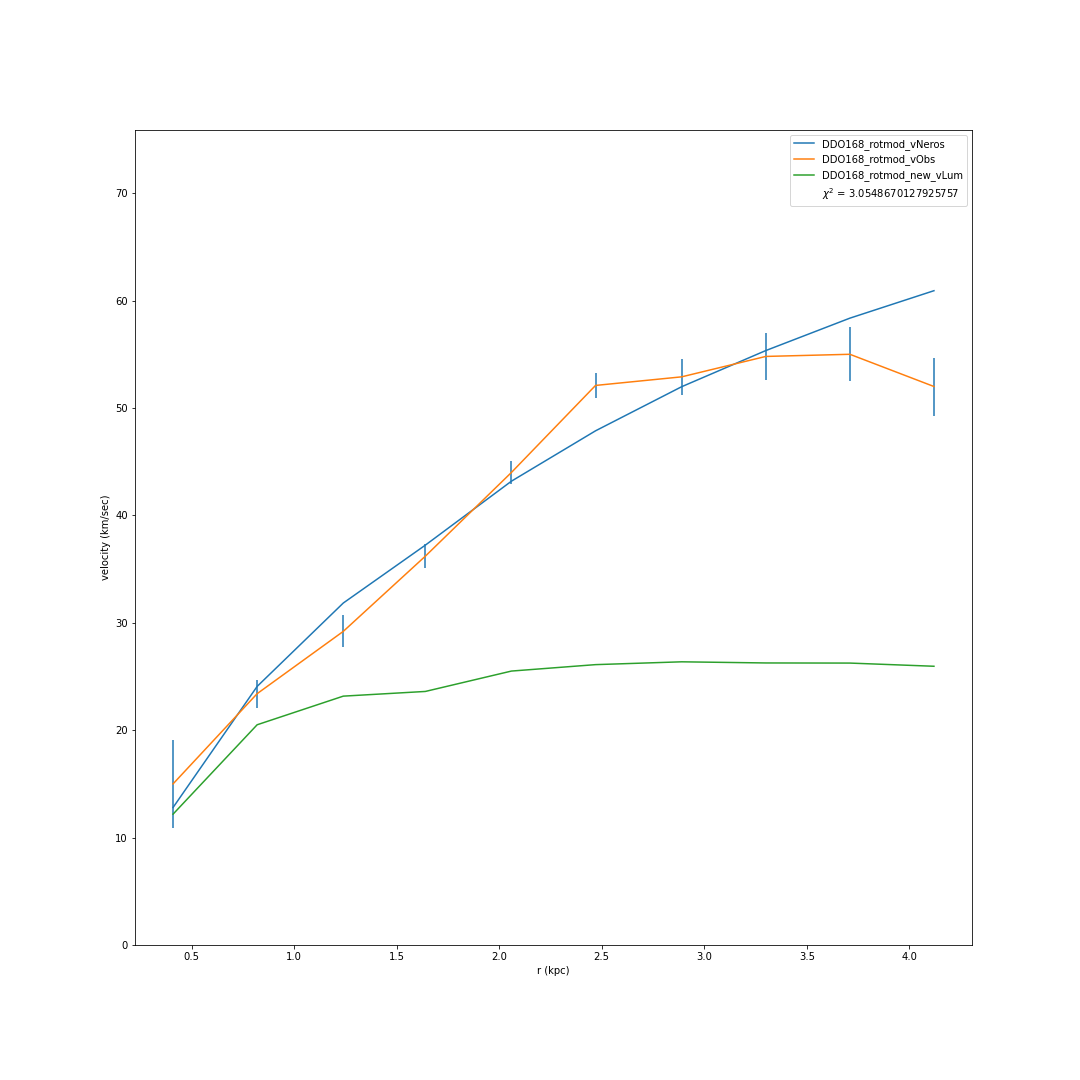 DDO168_rotmod_vNeros
DDO168_rotmod_vObs
DDO168_rotmod_new_vLum
χ² = 3.0548670127925757
70
60
50
40
30
20
10
0
velocity (km/sec)
0.5 1.0 1.5 2.0 2.5 3.0 3.5 4.0
r (kpc)